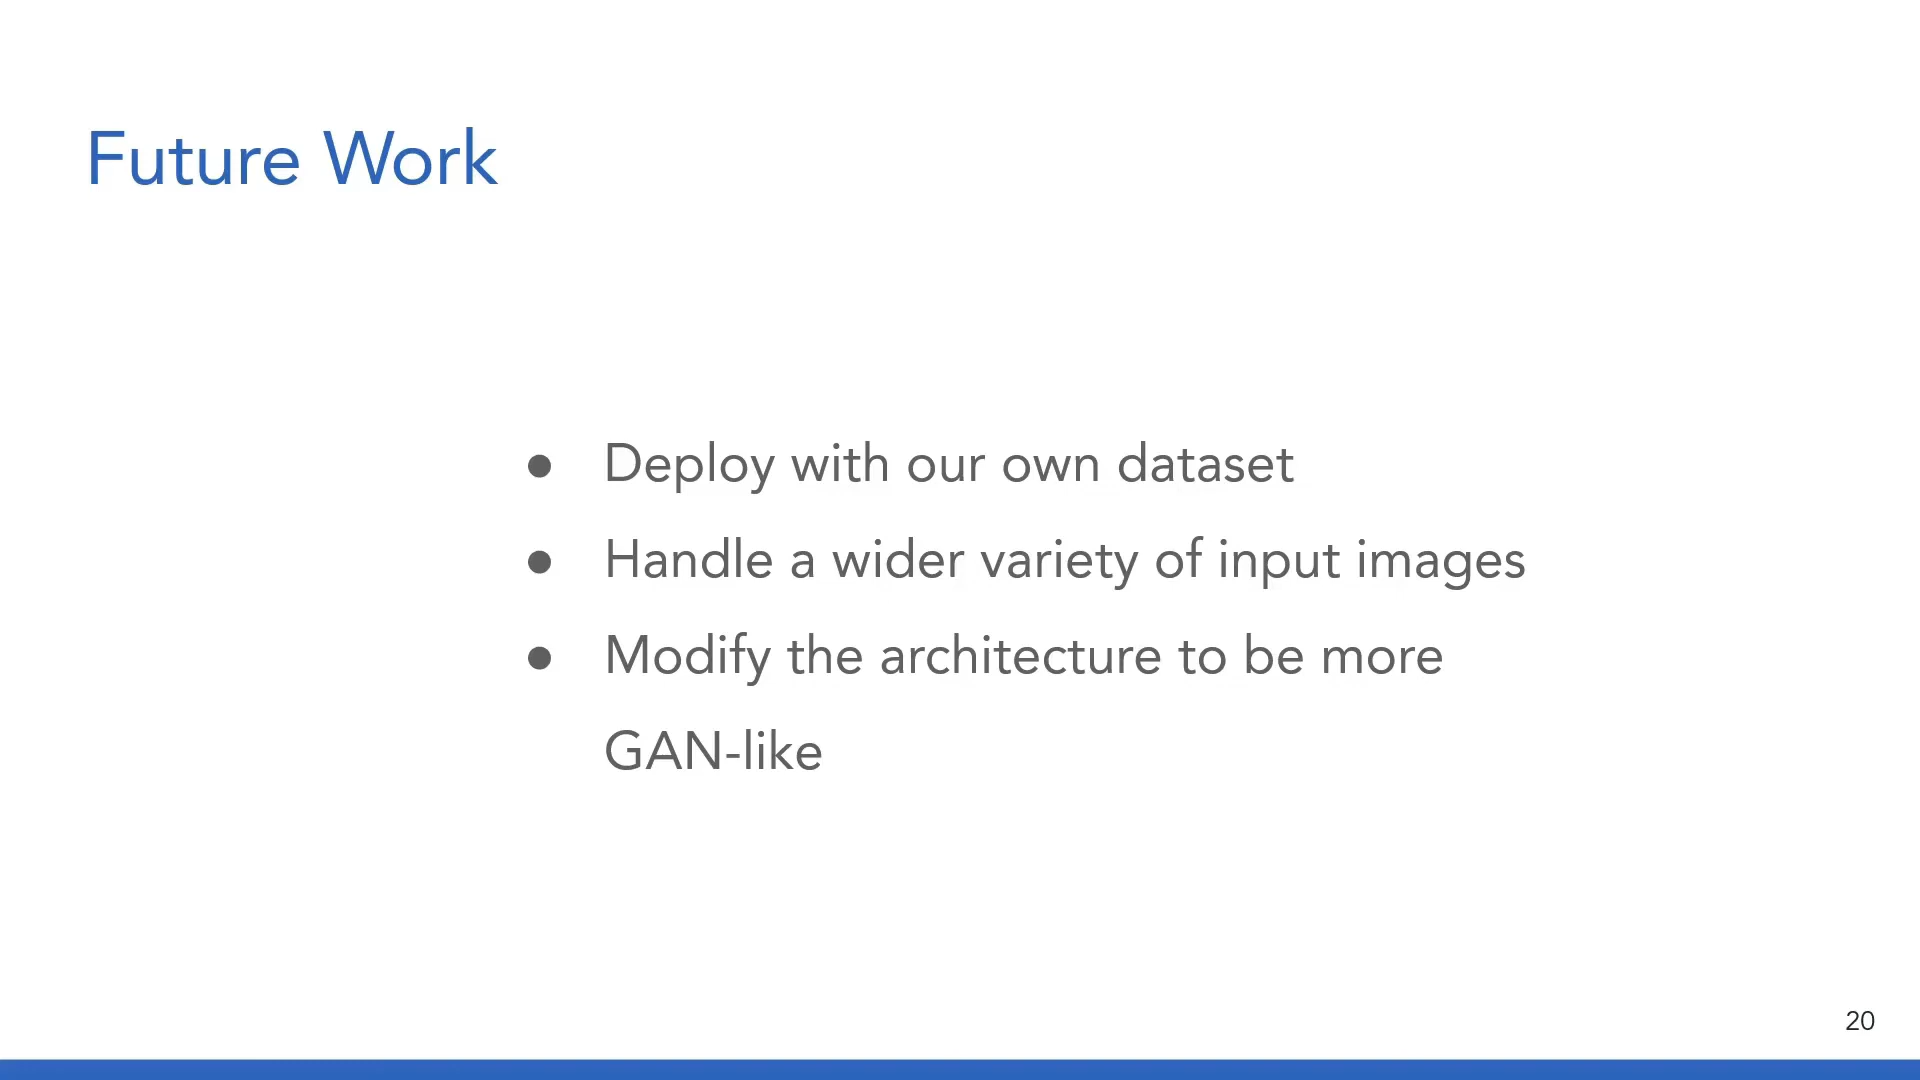 Future Work
● Deploy with our own dataset
● Handle a wider variety of input images
● Modify the architecture to be more
GAN-like
20